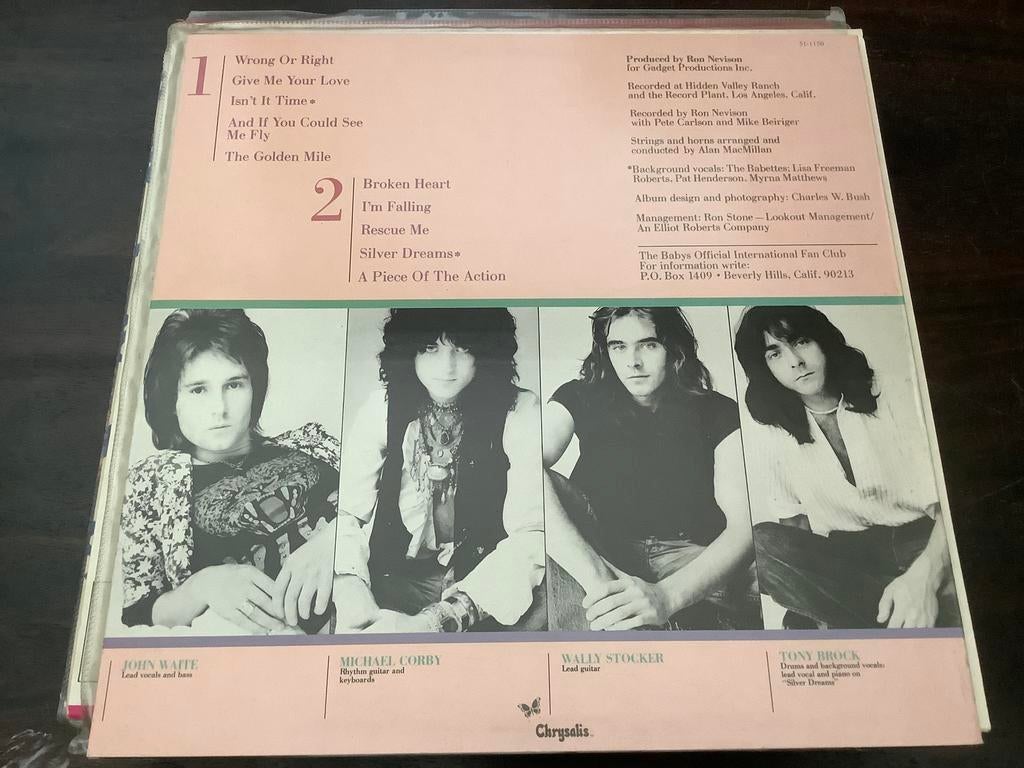 51-1150
1
Wrong Or Right
Give Me Your Love
Isn't It Time*
And If You Could See
Me Fly
The Golden Mile
2
Broken Heart
I'm Falling
Rescue Me
Silver Dreams*
A Piece Of The Action
Produced by Ron Nevison
for Gadget Productions Inc.
Recorded at Hidden Valley Ranch
and the Record Plant, Los Angeles, Calif.
Recorded by Ron Nevison
with Pete Carlson and Mike Beiriger
Strings and horns arranged and
conducted by Alan MacMillan
*Background vocals: The Babettes: Lisa Freeman
Roberts, Pat Henderson, Myrna Matthews
Album design and photography: Charles W. Bush
Management: Ron Stone—Lookout Management/
An Elliot Roberts Company
The Babys Official International Fan Club
For information write:
P.O. Box 1409 • Beverly Hills, Calif. 90213
JOHN WAITE
Lead vocals and bass
MICHAEL CORBY
Rhythm guitar and
keyboards
WALLY STOCKER
Lead guitar
TONY BROCK
Drums and background vocals:
lead vocal and piano on
"Silver Dreams"
Chrysalis